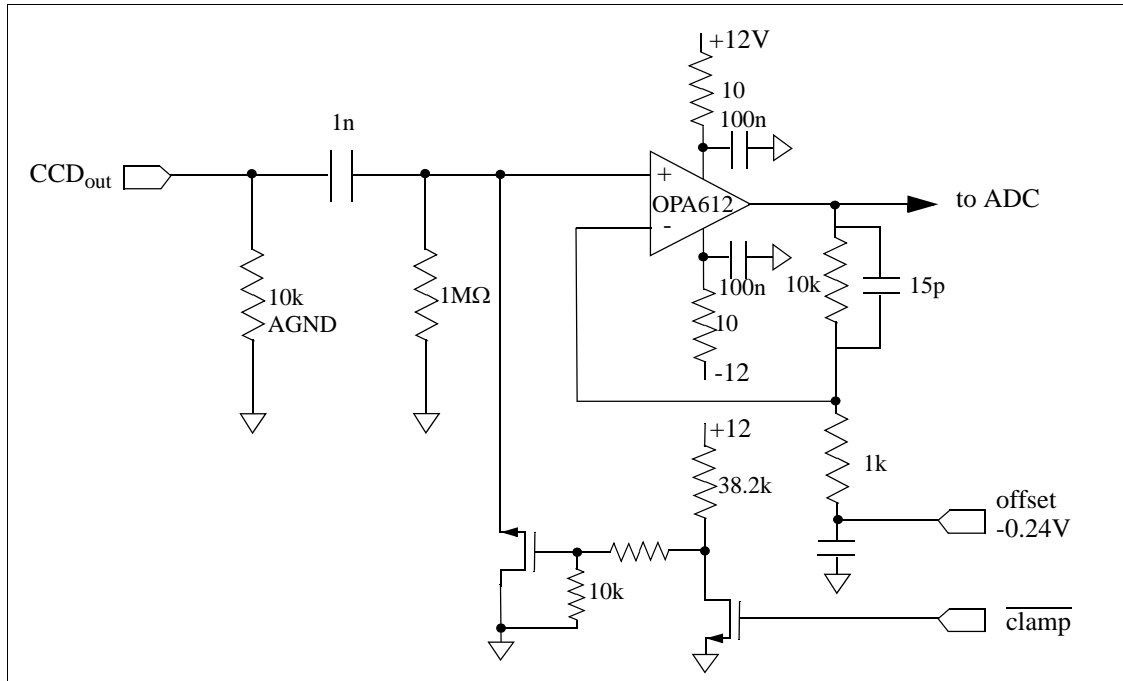 +12V
10
100n
1n
CCDout
+
OPA612
-
to ADC
10k
AGND
1MΩ
100n
10
-12
10k
15p
+12
38.2k
1k
offset
-0.24V
10k
clamp